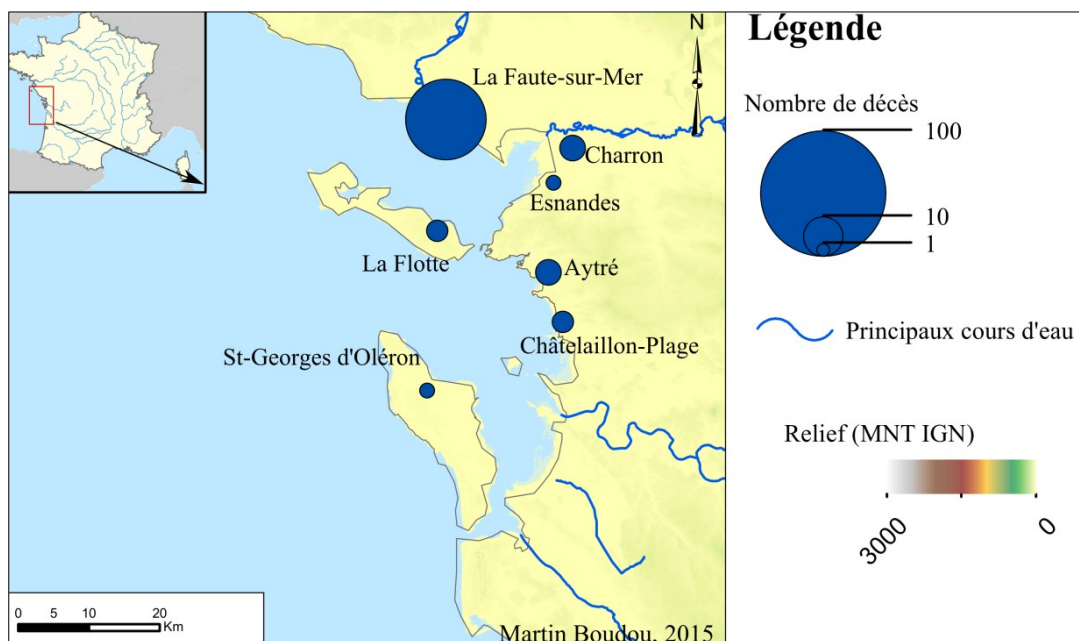 N
La Faute-sur-Mer
Charron
Esnandes
La Flotte
Aytré
Châtelaillon-Plage
St-Georges d'Oléron
0 5 10 20
Km
Martin Boudou, 2015
Légende
Nombre de décès
100
10
1
Principaux cours d'eau
Relief (MNT IGN)
3000 0